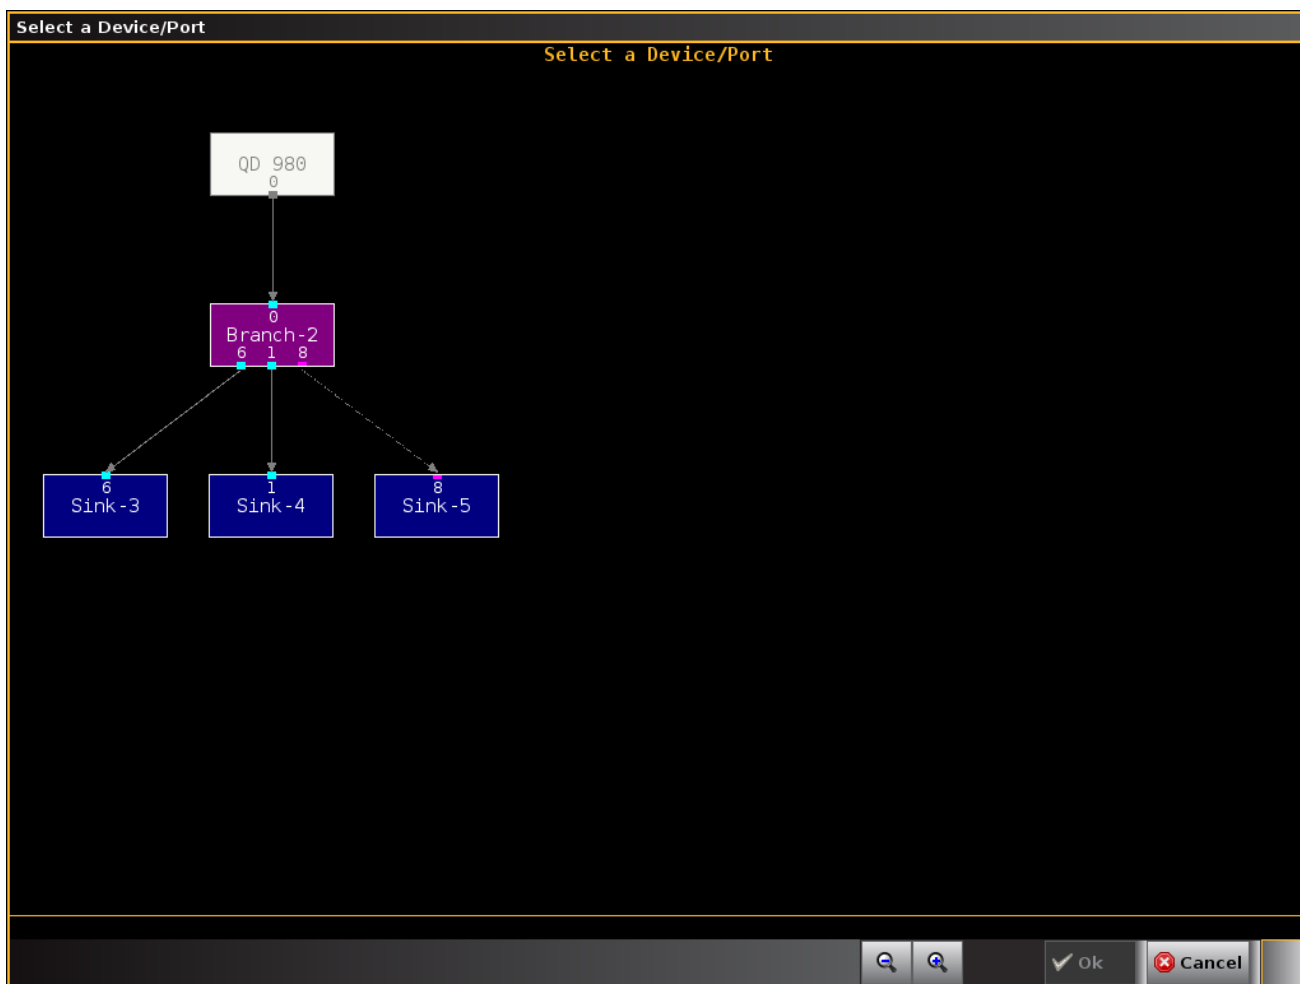 Select a Device/Port
Select a Device/Port
QD 980
0
0
Branch-2
6 1 8
6 1 8
Sink-3 Sink-4 Sink-5
Ok Cancel